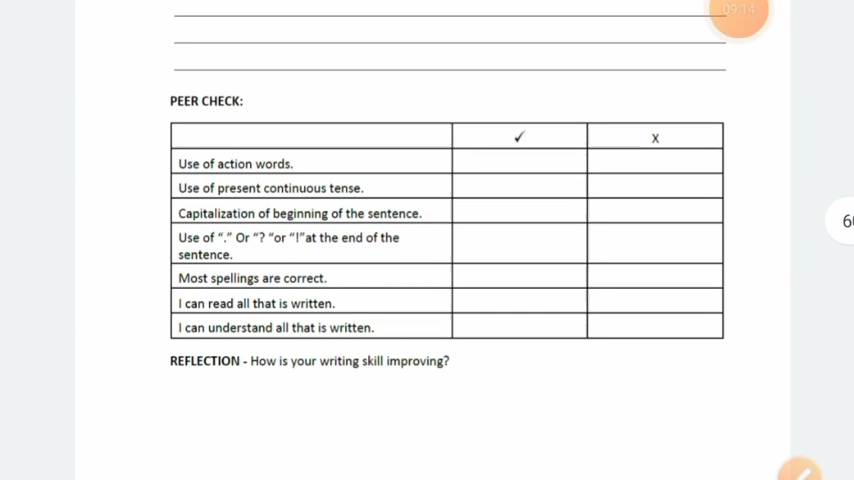 09:14
PEER CHECK:
✓ X
Use of action words.
Use of present continuous tense.
Capitalization of beginning of the sentence.
Use of “.” Or “? “or “!”at the end of the
sentence.
Most spellings are correct.
I can read all that is written.
I can understand all that is written.
REFLECTION - How is your writing skill improving?